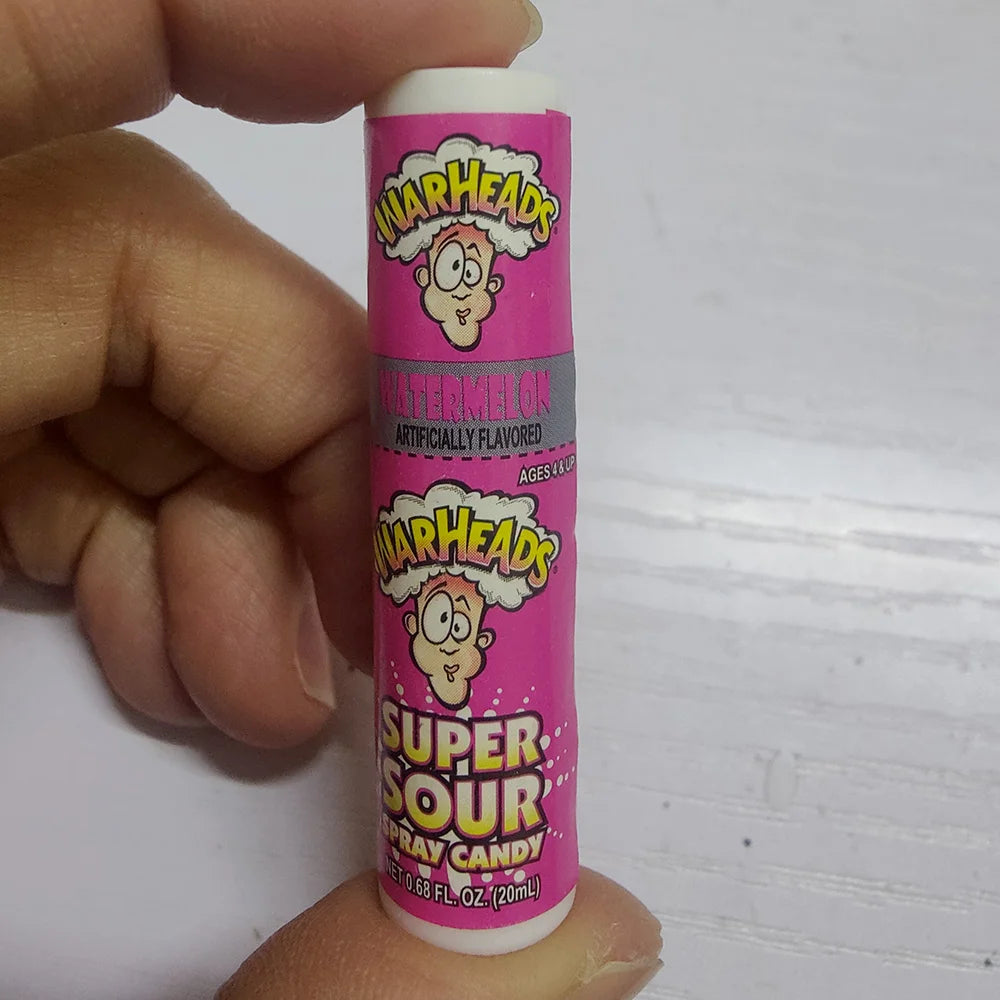 WARHEADS
WATERMELON
ARTIFICIALLY FLAVORED
AGES 4 & UP
WARHEADS
SUPER
SOUR
SPRAY CANDY
NET 0.68 FL. OZ. (20mL)